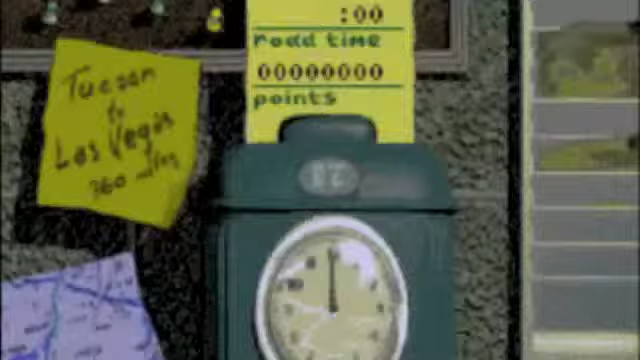 :00
road time
00000000
points
Tucson
to
Las Vegas
360 miles